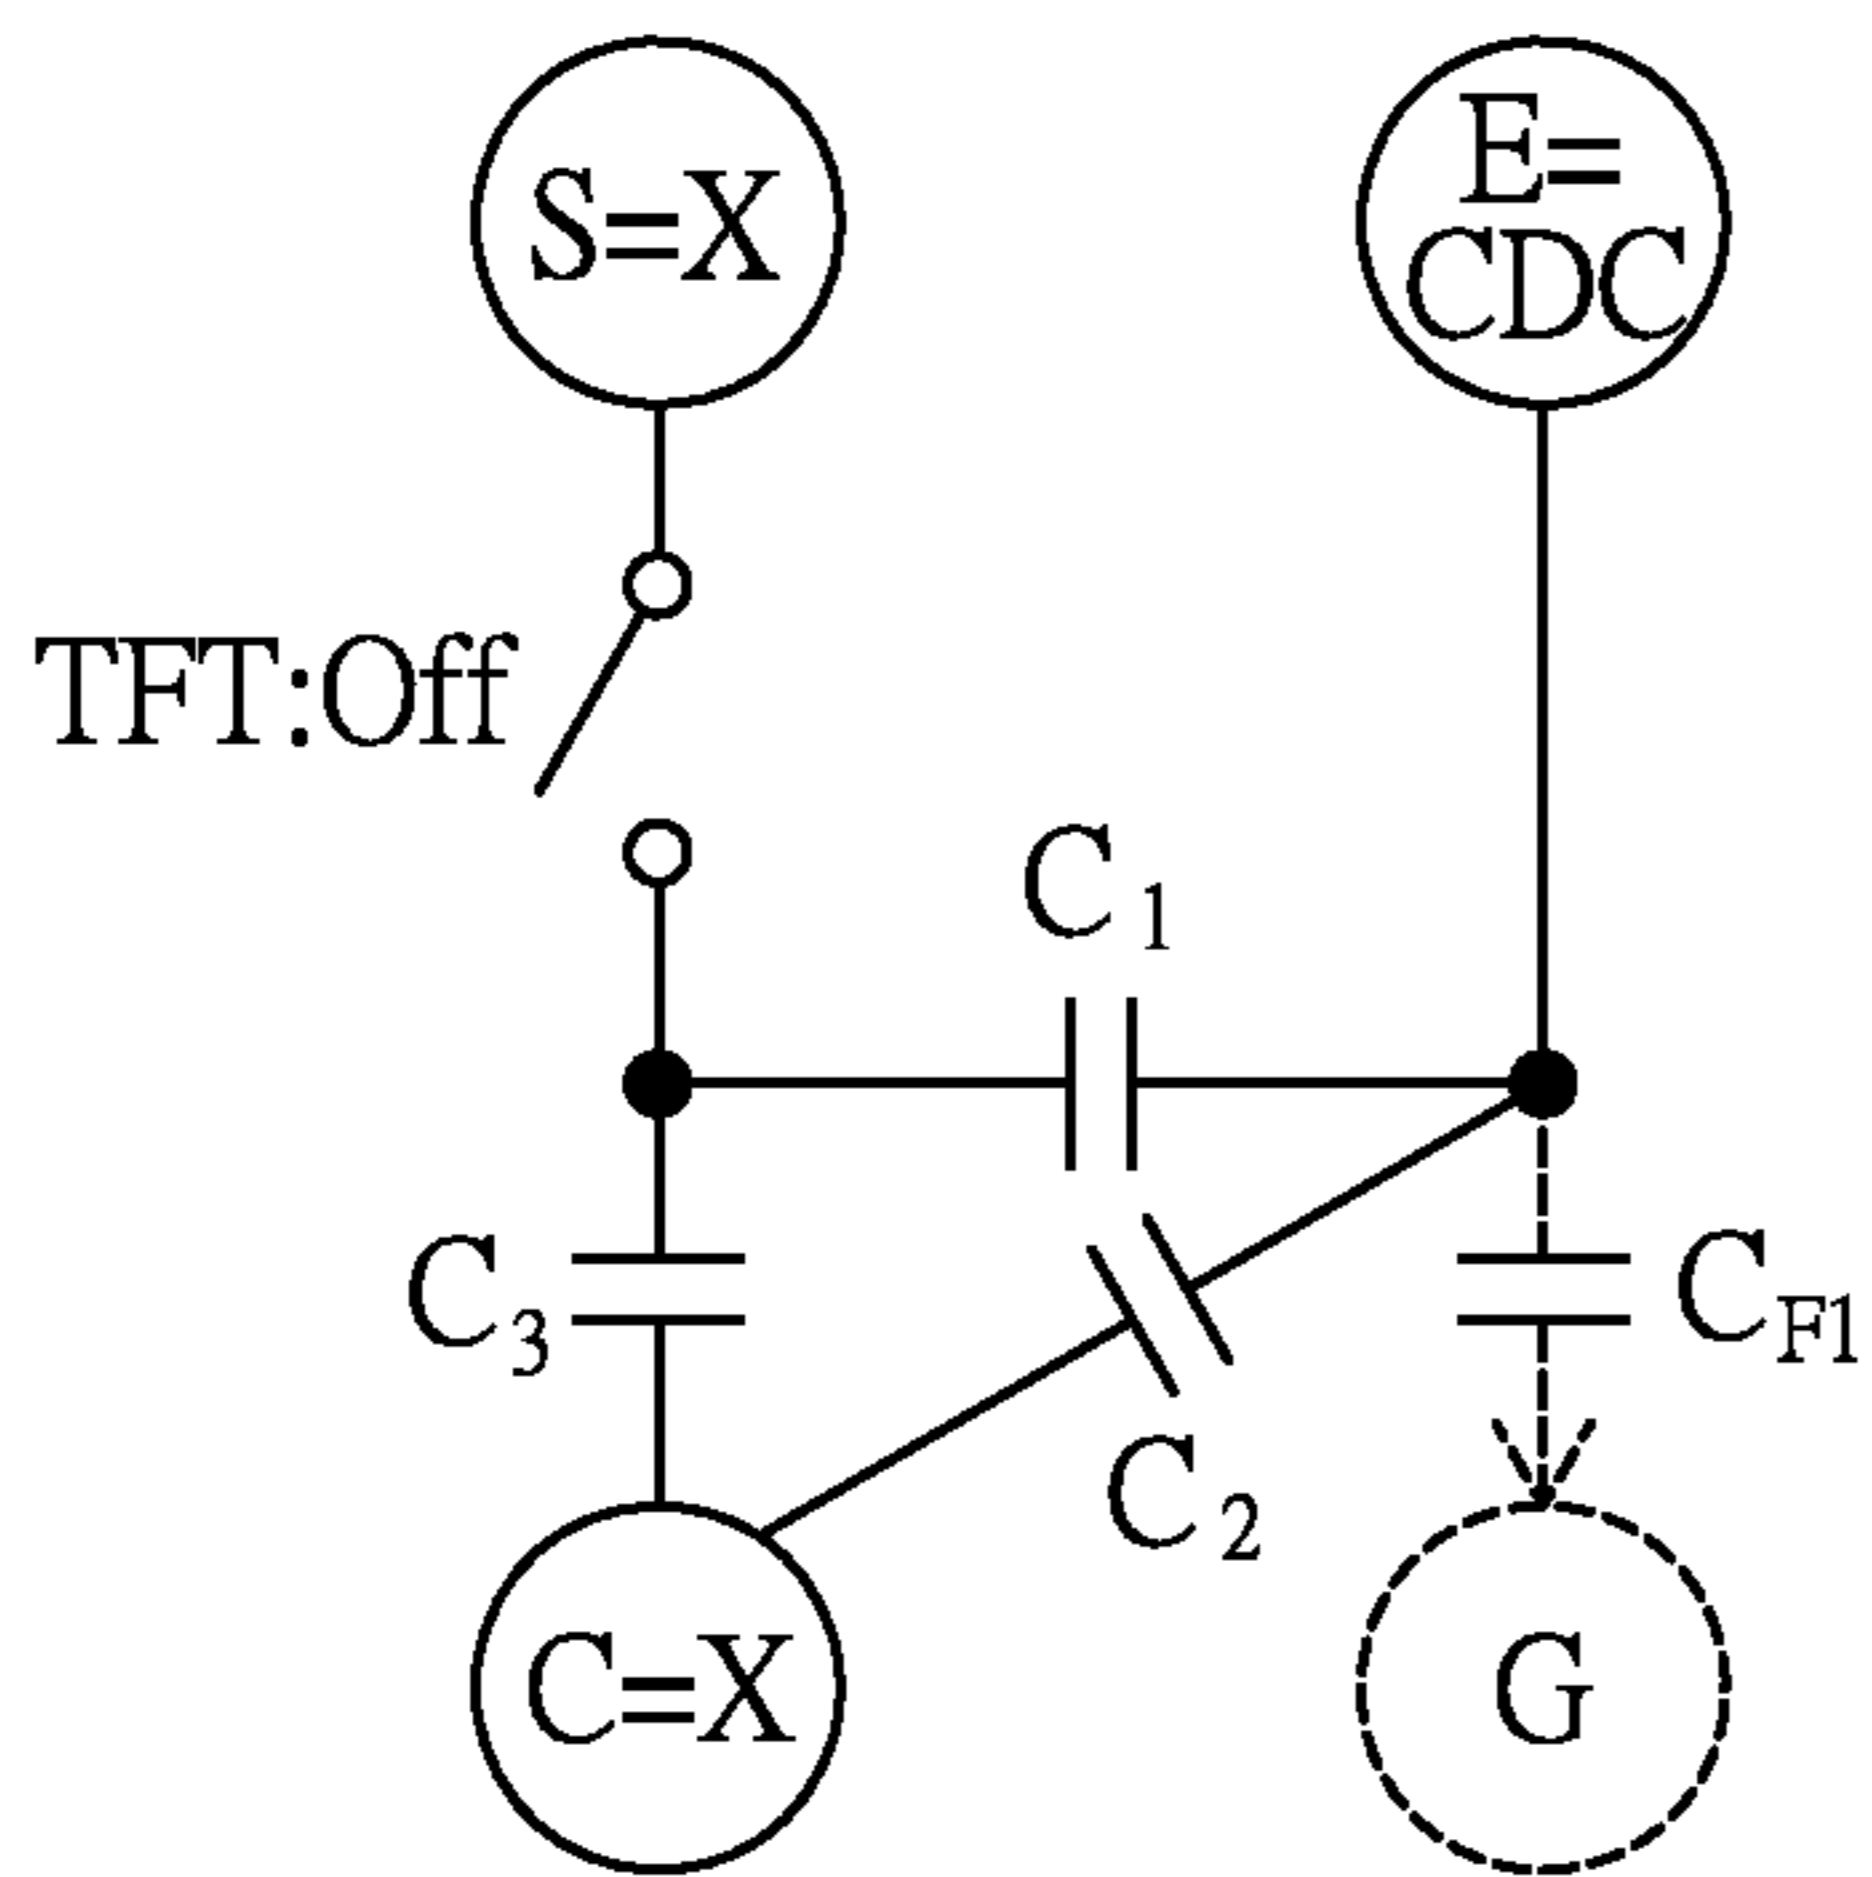 S=X
E=
CDC
TFT:Off
C1
C3
CF1
C2
C=X
G